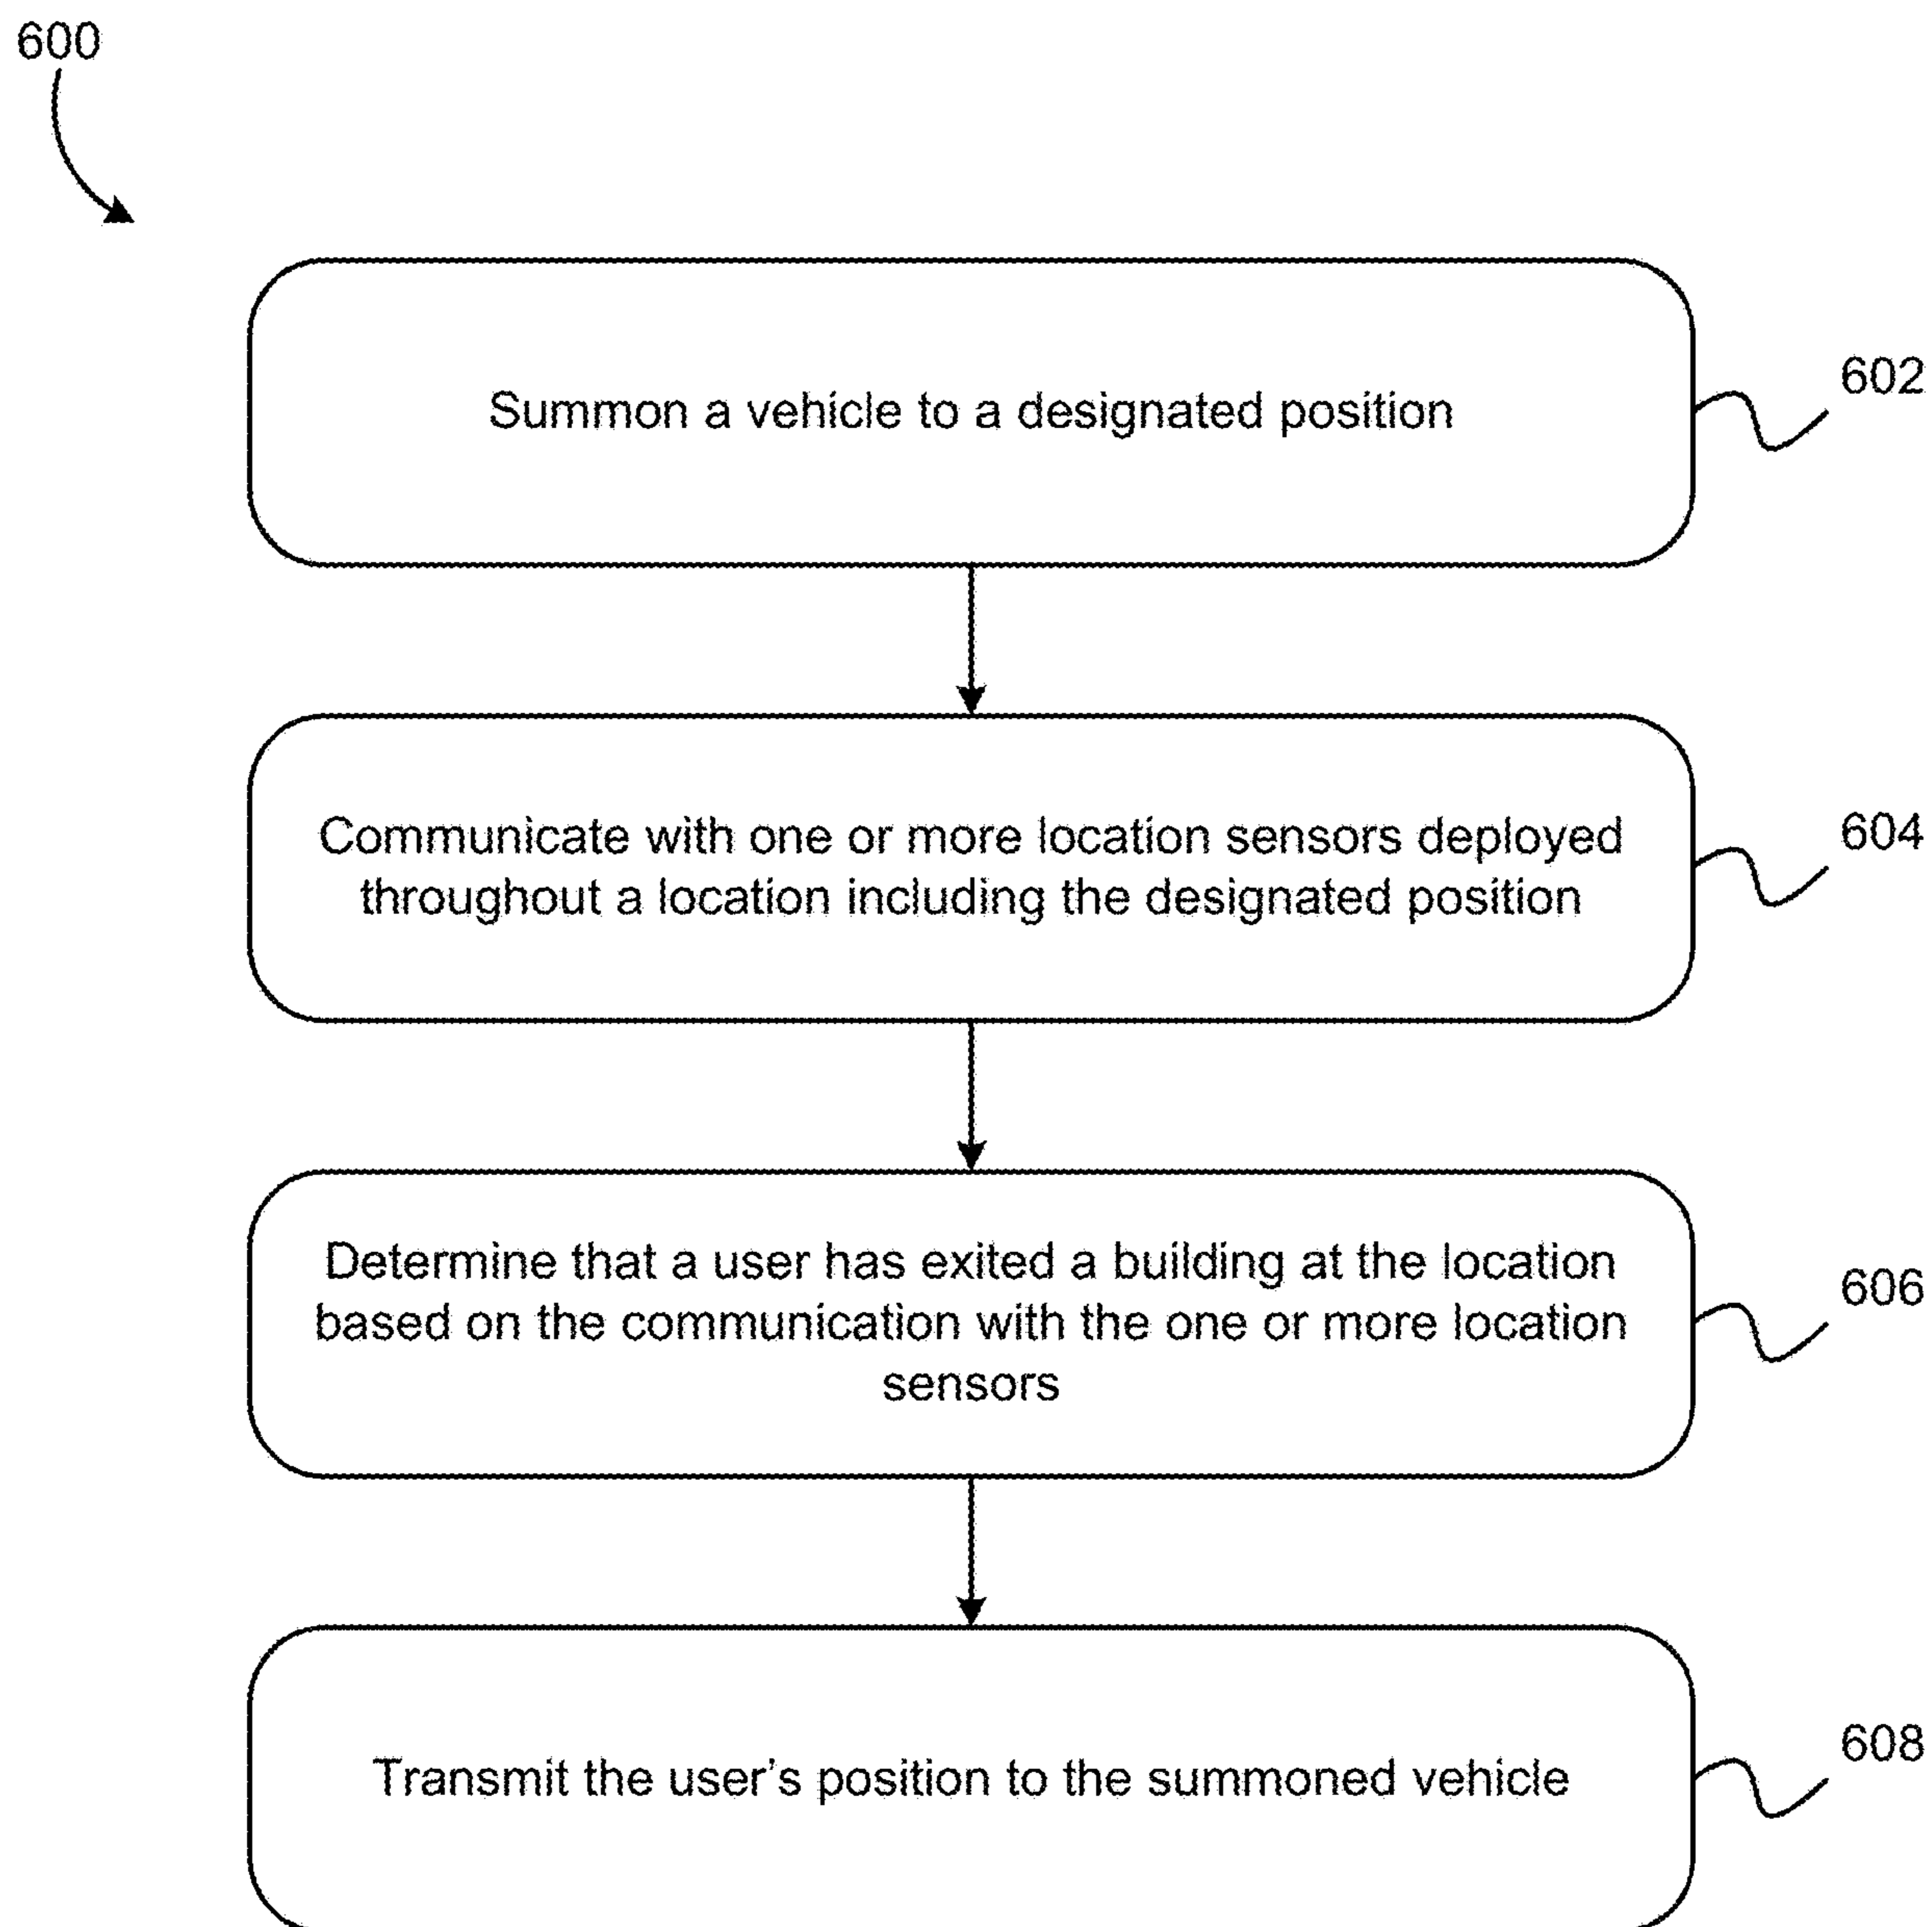 600
Summon a vehicle to a designated position
602
Communicate with one or more location sensors deployed
throughout a location including the designated position
604
Determine that a user has exited a building at the location
based on the communication with the one or more location
sensors
606
Transmit the user's position to the summoned vehicle
608